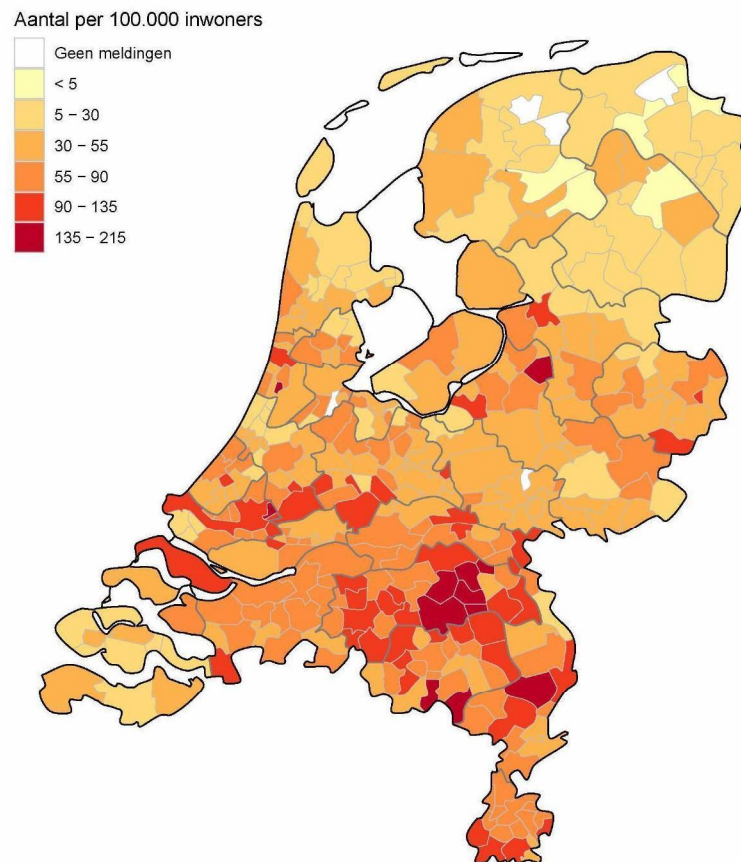 Aantal per 100.000 inwoners
Geen meldingen
< 5
5 − 30
30 − 55
55 − 90
90 − 135
135 − 215